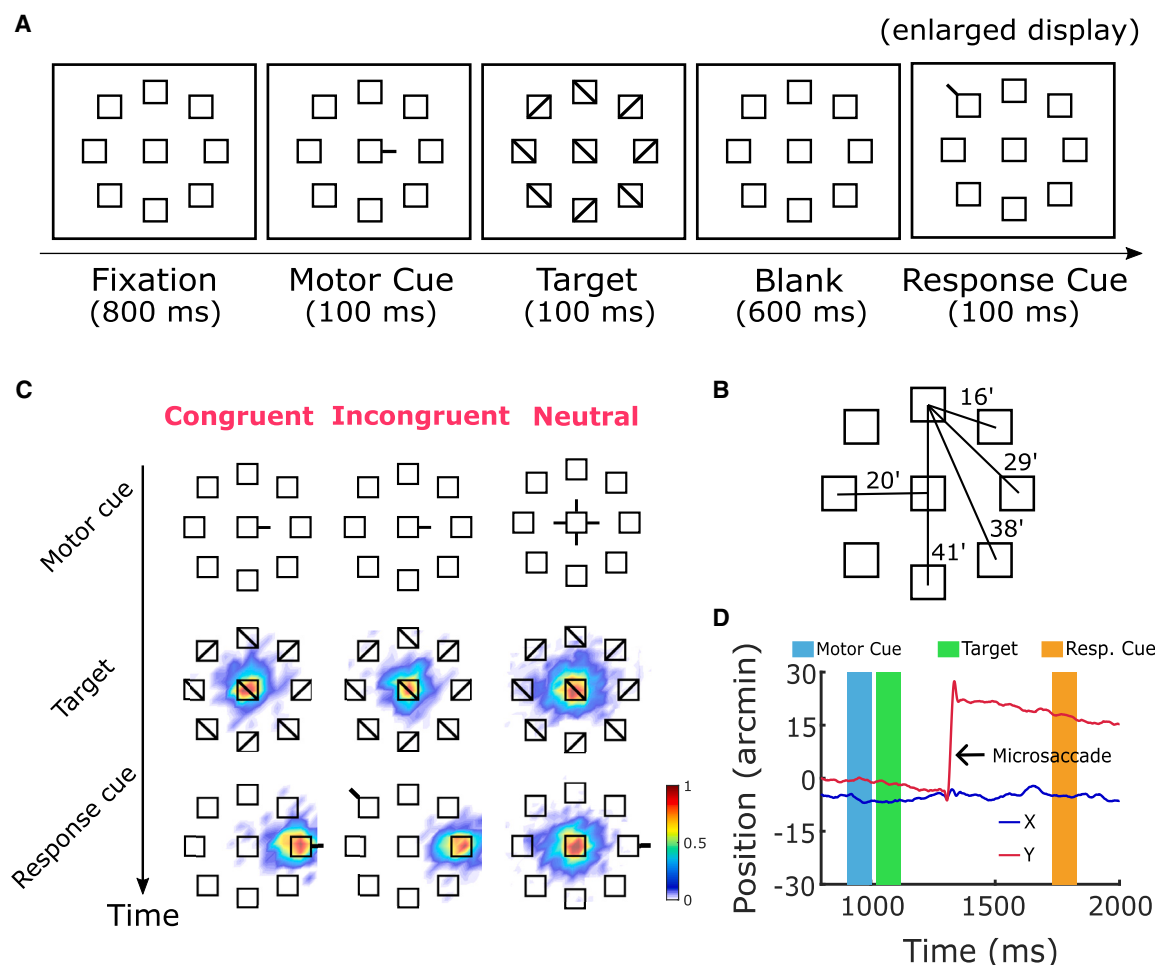 A
(enlarged display)
Fixation
(800 ms)
Motor Cue
(100 ms)
Target
(100 ms)
Blank
(600 ms)
Response Cue
(100 ms)
C
Congruent Incongruent Neutral
Motor cue
Target
Response cue
Time
1
0.5
0
B
16'
29'
20'
38'
41'
D
Motor Cue Target Resp. Cue
Position (arcmin)
30
15
0
-15
-30
Microsaccade
X
Y
1000 1500 2000
Time (ms)